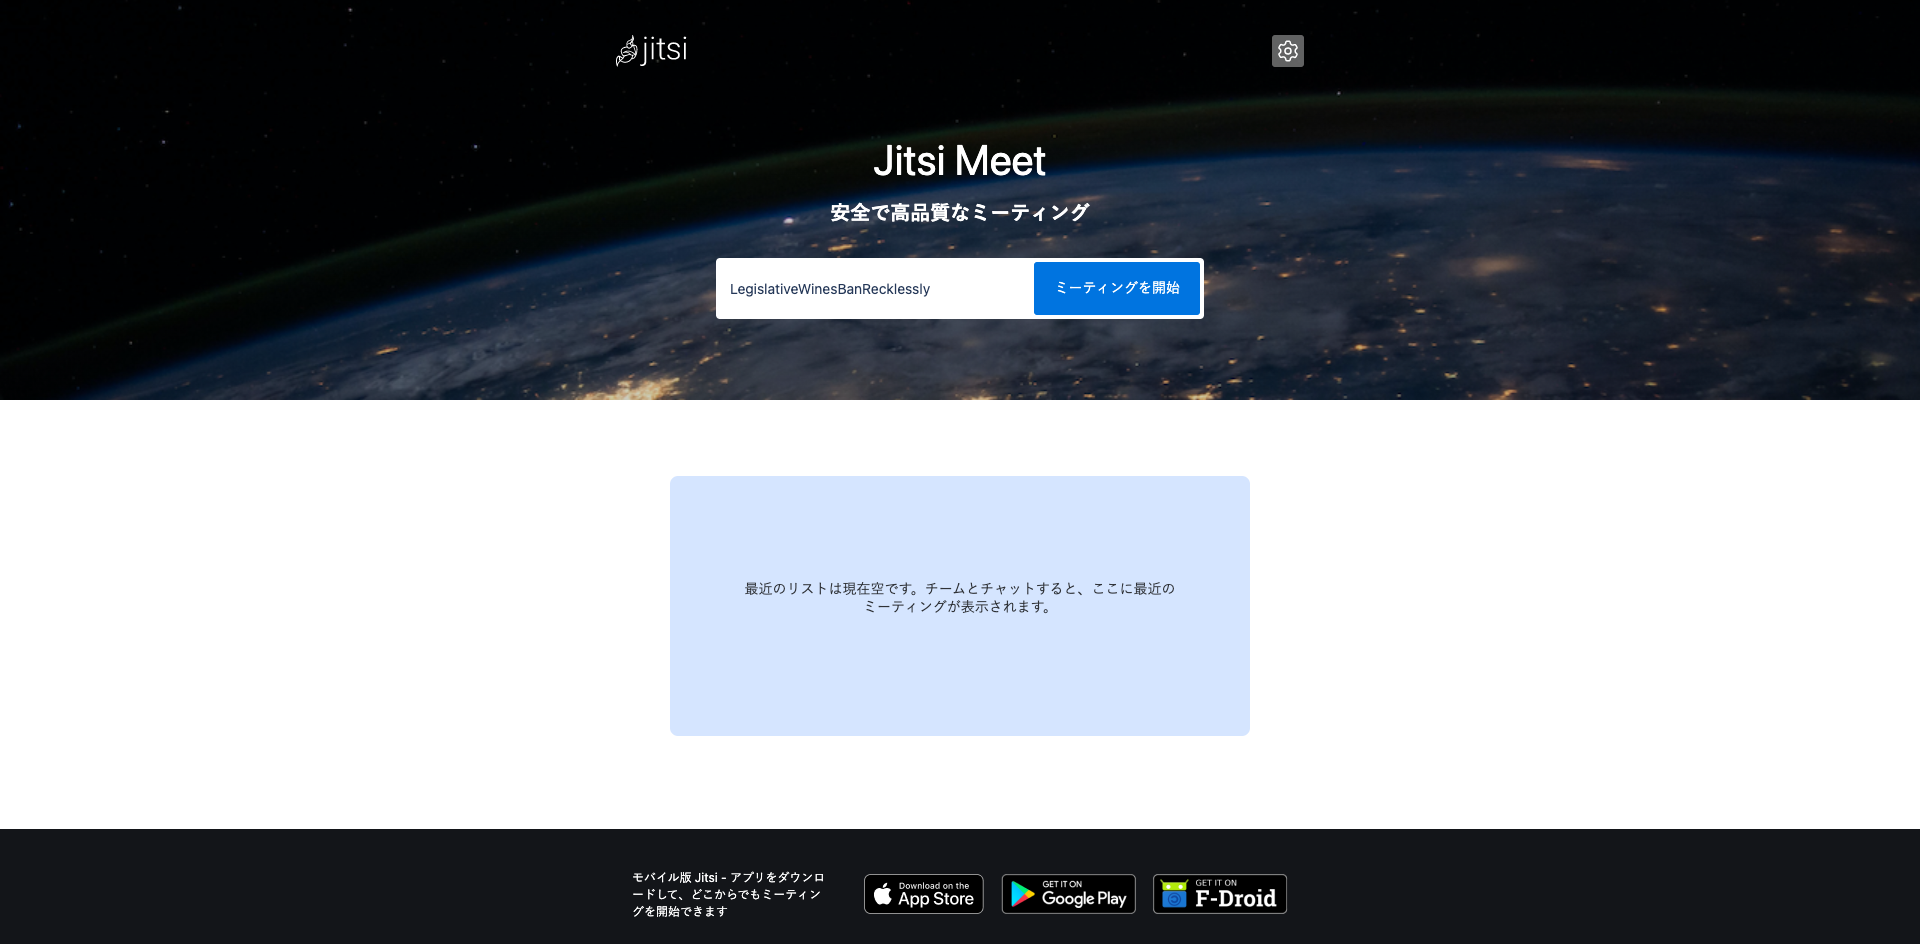 jitsi
Jitsi Meet
安全で高品質なミーティング
LegislativeWinesBanRecklessly
ミーティングを開始
最近のリストは現在空です。チームとチャットすると、ここに最近の
ミーティングが表示されます。
モバイル版 Jitsi - アプリをダウンロ
ードして、どこからでもミーティン
グを開始できます
Download on the
App Store
GET IT ON
Google Play
GET IT ON
F-Droid